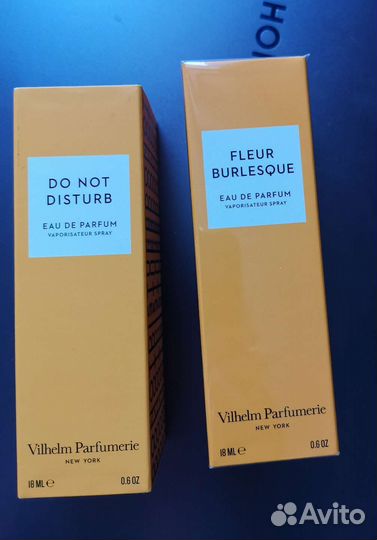 DO NOT
DISTURB
EAU DE PARFUM
VAPORISATEUR SPRAY
Vilhelm Parfumerie
NEW YORK
18 ML ℮
0.6 OZ
FLEUR
BURLESQUE
EAU DE PARFUM
VAPORISATEUR SPRAY
Vilhelm Parfumerie
NEW YORK
18 ML ℮
0.6 OZ
Avito